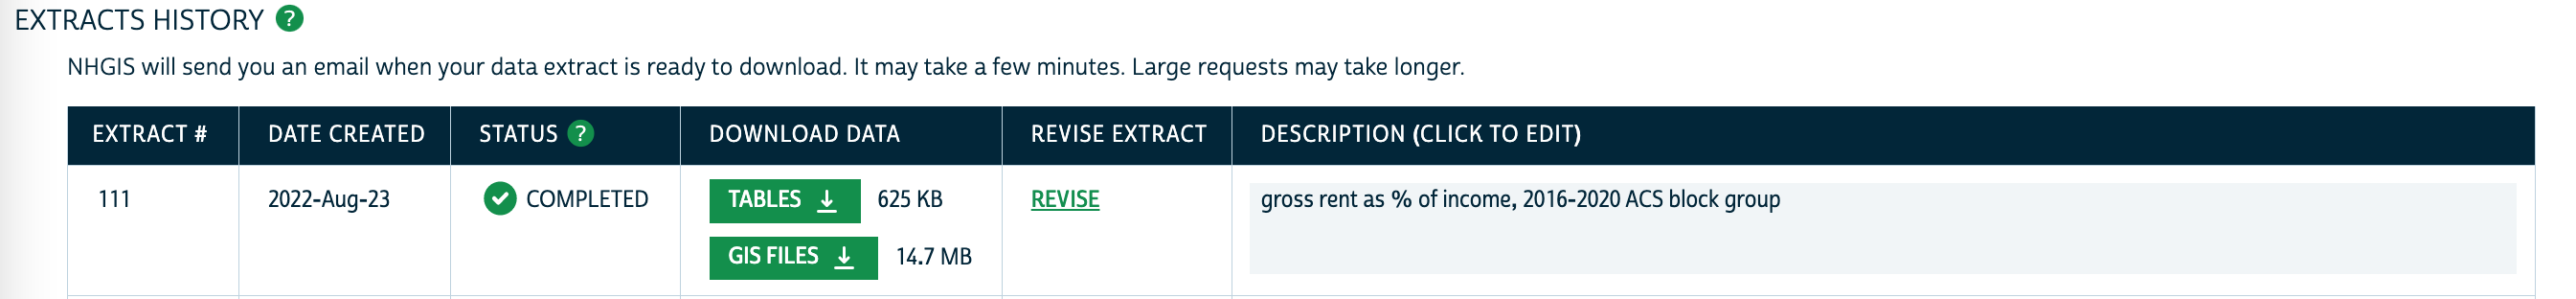 EXTRACTS HISTORY ?
NHGIS will send you an email when your data extract is ready to download. It may take a few minutes. Large requests may take longer.
EXTRACT # DATE CREATED STATUS ? DOWNLOAD DATA REVISE EXTRACT DESCRIPTION (CLICK TO EDIT)
111 2022-Aug-23 COMPLETED TABLES 625 KB REVISE gross rent as % of income, 2016-2020 ACS block group
GIS FILES 14.7 MB